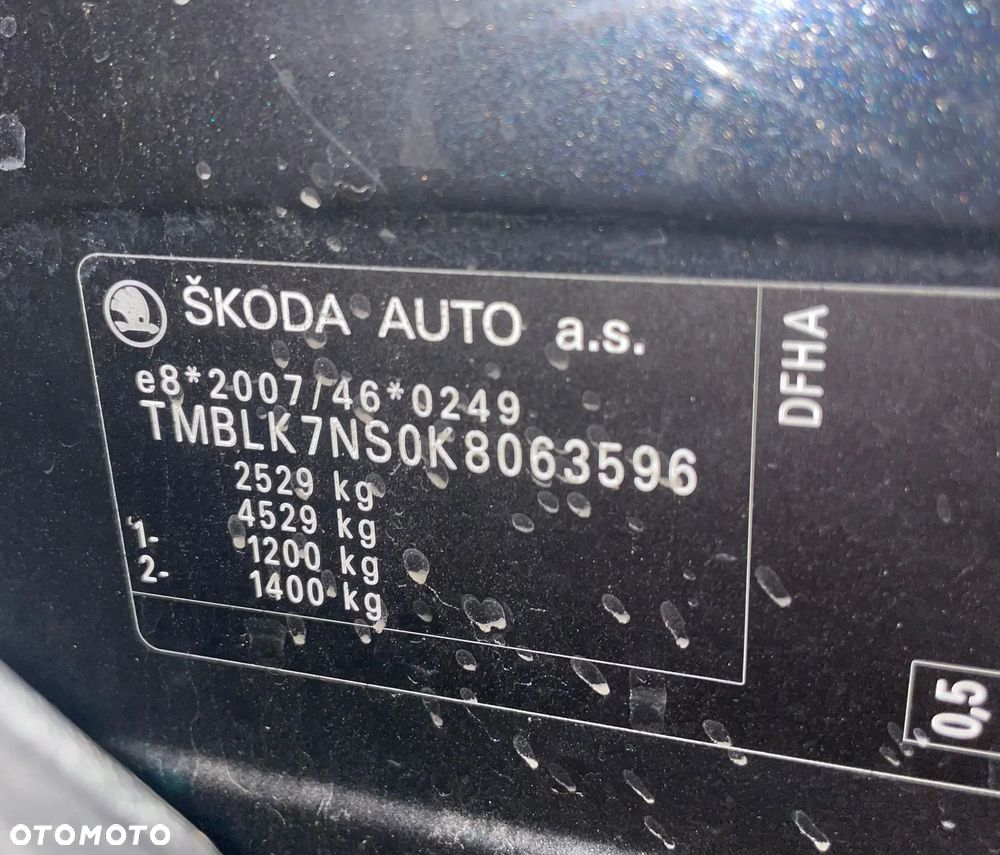 ŠKODA AUTO a.s.
e8*2007/46*0249
TMBLK7NS0K8063596
2529 kg
4529 kg
1- 1200 kg
2- 1400 kg
DFHA
0,5
OTOMOTO